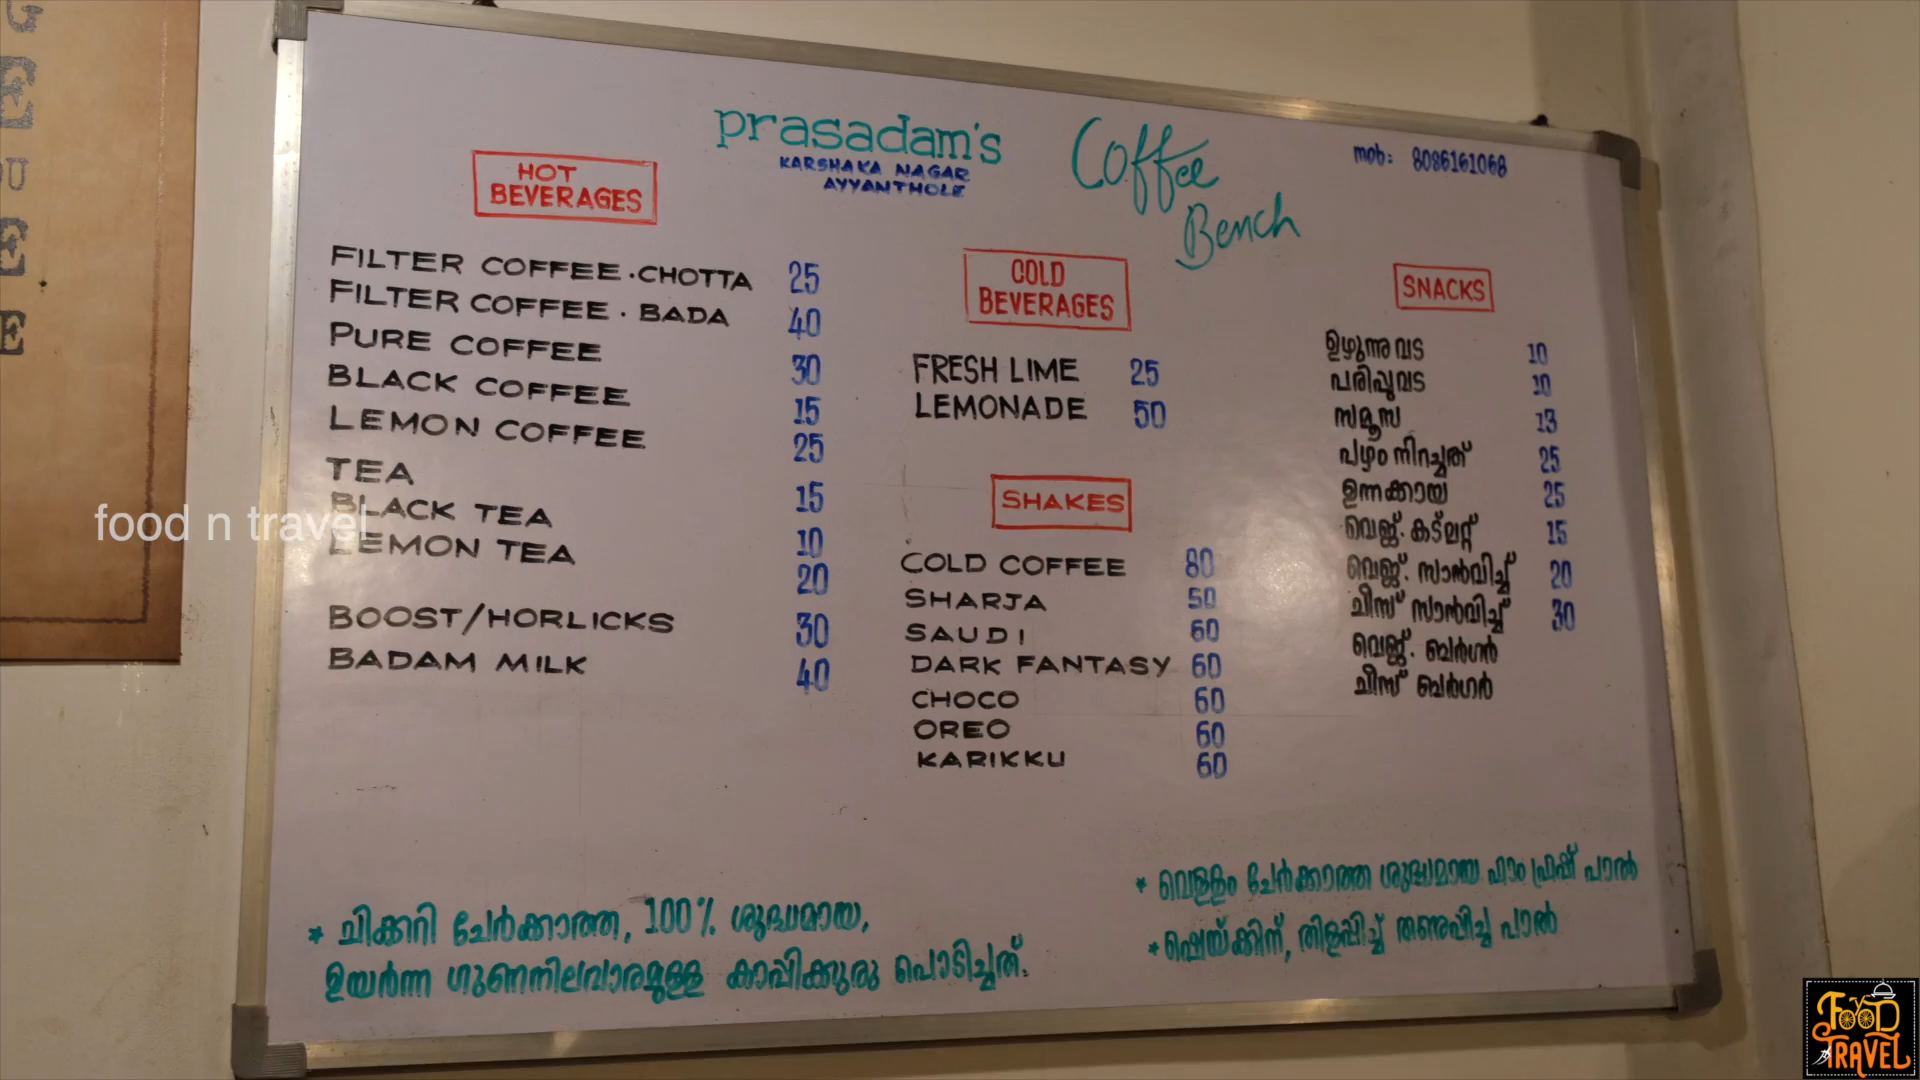 G
E
DU
E
E
prasadam's
KARSHAKA NAGAR
AYYANTHOLE
Coffee
Bench
mob: 8086161068
HOT
BEVERAGES
FILTER COFFEE . CHOTTA 25
FILTER COFFEE . BADA 40
PURE COFFEE 30
BLACK COFFEE 15
LEMON COFFEE 25
TEA 15
BLACK TEA 10
LEMON TEA 20
BOOST/HORLICKS 30
BADAM MILK 40
COLD
BEVERAGES
FRESH LIME 25
LEMONADE 50
SHAKES
COLD COFFEE 80
SHARJA 50
SAUDI 60
DARK FANTASY 60
CHOCO 60
OREO 60
KARIKKU 60
SNACKS
ഉഴുന്നുവട 10
പരിപ്പുവട 10
സമൂസ 13
പഴം നിറച്ചത് 25
ഉന്നക്കായ 25
വെജ്. കട്ലറ്റ് 15
വെജ്. സാൻവിച്ച് 20
ചീസ് സാൻവിച്ച് 30
വെജ്. ബർഗർ
ചീസ് ബർഗർ
* ചിക്കറി ചേർക്കാത്ത, 100% ശുദ്ധമായ,
ഉയർന്ന ഗുണനിലവാരമുള്ള കാപ്പിക്കുരു പൊടിച്ചത്.
* വെള്ളം ചേർക്കാത്ത ശുദ്ധമായ ഫാം ഫ്രഷ് പാൽ
* ഷെയ്ക്കിന്, തിളപ്പിച്ച് തണുപ്പിച്ച പാൽ
food n travel
FOOD
N
TRAVEL